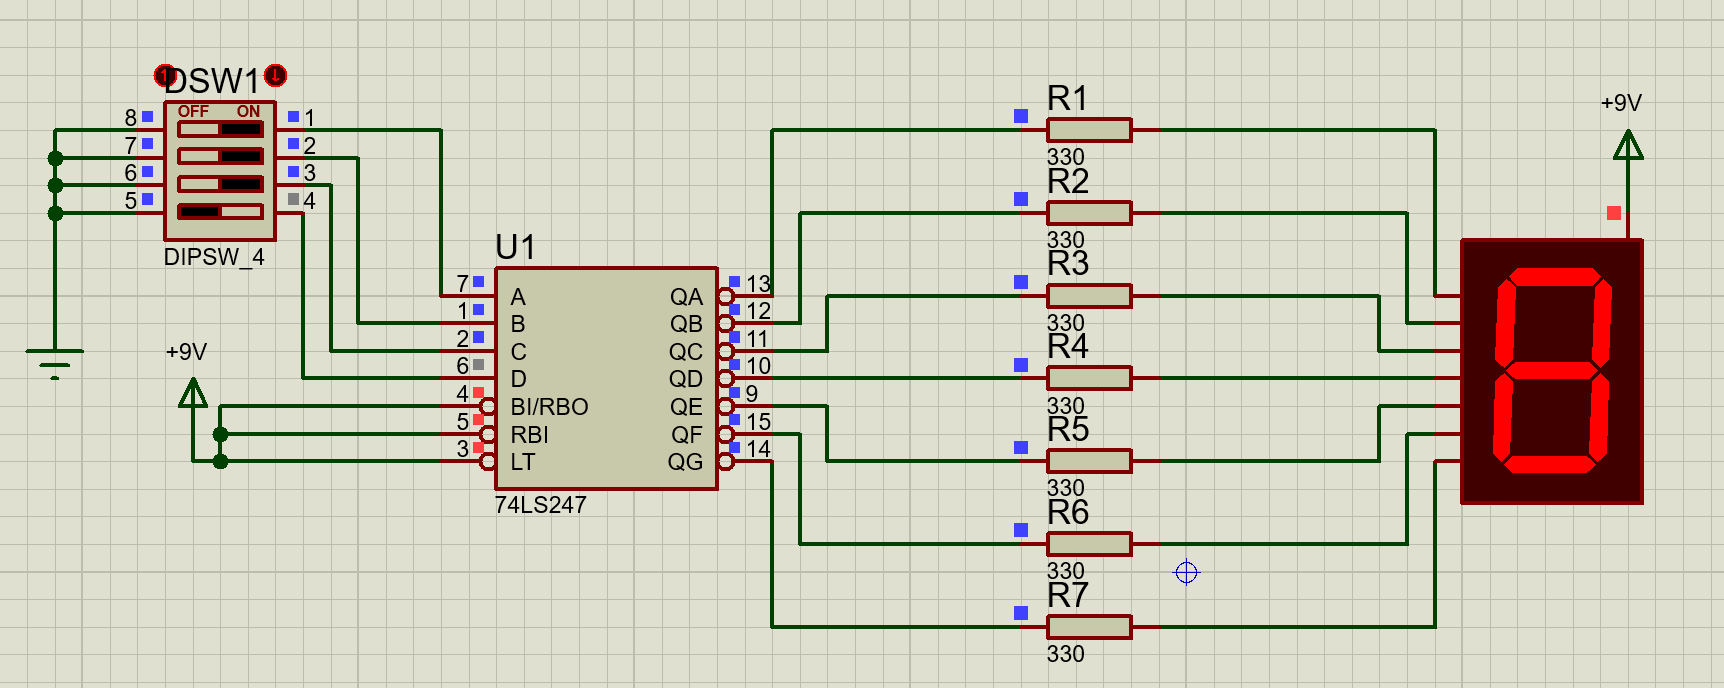 DSW1
OFF ON
8 1
7 2
6 3
5 4
DIPSW_4
+9V
U1
7 A QA 13
1 B QB 12
2 C QC 11
6 D QD 10
4 BI/RBO QE 9
5 RBI QF 15
3 LT QG 14
74LS247
R1
330
R2
330
R3
330
R4
330
R5
330
R6
330
R7
330
+9V